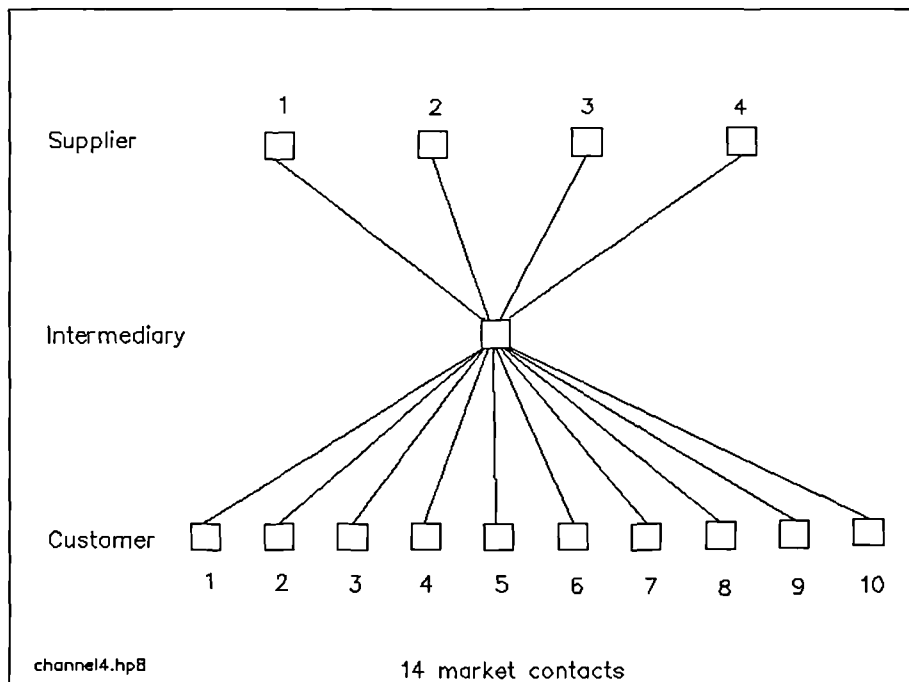 1 2 3 4
Supplier
Intermediary
Customer
1 2 3 4 5 6 7 8 9 10
channel4.hp8
14 market contacts